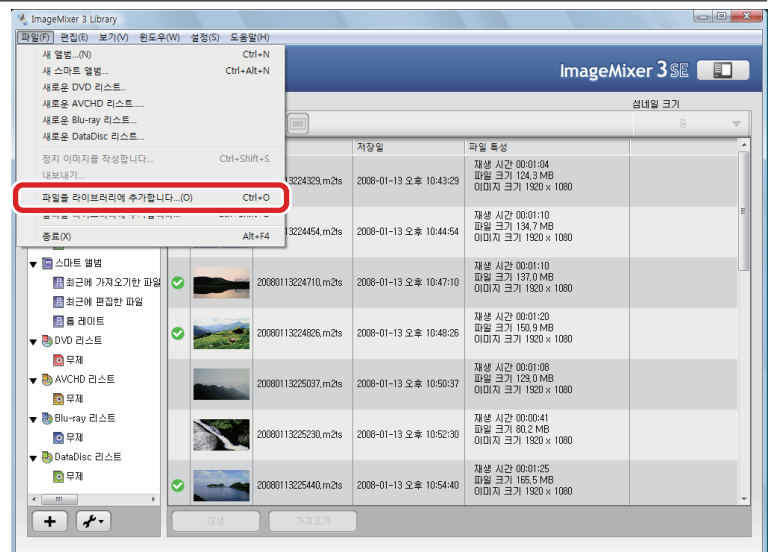 ImageMixer 3 Library
파일(F) 편집(E) 보기(V) 윈도우(W) 설정(S) 도움말(H)
새 앨범...(N) Ctrl+N
새 스마트 앨범... Ctrl+Alt+N
새로운 DVD 리스트..
새로운 AVCHD 리스트.....
새로운 Blu-ray 리스트...
새로운 DataDisc 리스트...
정지 이미지를 작성합니다... Ctrl+Shift+S
내보내기...
파일을 라이브러리에 추가합니다...(O) Ctrl+O
종료(X) Alt+F4
ImageMixer 3 SE
섬네일 크기
중
저장일 파일 특성
13224329,m2ts 2008-01-13 오후 10:43:29
재생 시간 00:01:04
파일 크기 124,3 MB
이미지 크기 1920 x 1080
13224454,m2ts 2008-01-13 오후 10:44:54
재생 시간 00:01:10
파일 크기 134,7 MB
이미지 크기 1920 x 1080
20080113224710,m2ts 2008-01-13 오후 10:47:10
재생 시간 00:01:10
파일 크기 137,0 MB
이미지 크기 1920 x 1080
20080113224826,m2ts 2008-01-13 오후 10:48:26
재생 시간 00:01:20
파일 크기 150,9 MB
이미지 크기 1920 x 1080
20080113225037,m2ts 2008-01-13 오후 10:50:37
재생 시간 00:01:08
파일 크기 129,0 MB
이미지 크기 1920 x 1080
20080113225230,m2ts 2008-01-13 오후 10:52:30
재생 시간 00:00:41
파일 크기 80,2 MB
이미지 크기 1920 x 1080
20080113225440,m2ts 2008-01-13 오후 10:54:40
재생 시간 00:01:25
파일 크기 165,5 MB
이미지 크기 1920 x 1080
스마트 앨범
최근에 가져오기한 파일
최근에 편집한 파일
톱 레이트
DVD 리스트
무제
AVCHD 리스트
무제
Blu-ray 리스트
무제
DataDisc 리스트
무제
재생 가져오기